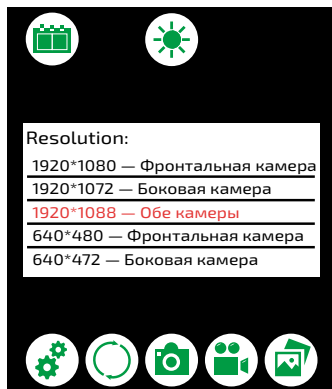 Resolution:
1920*1080 — Фронтальная камера
1920*1072 — Боковая камера
1920*1088 — Обе камеры
640*480 — Фронтальная камера
640*472 — Боковая камера